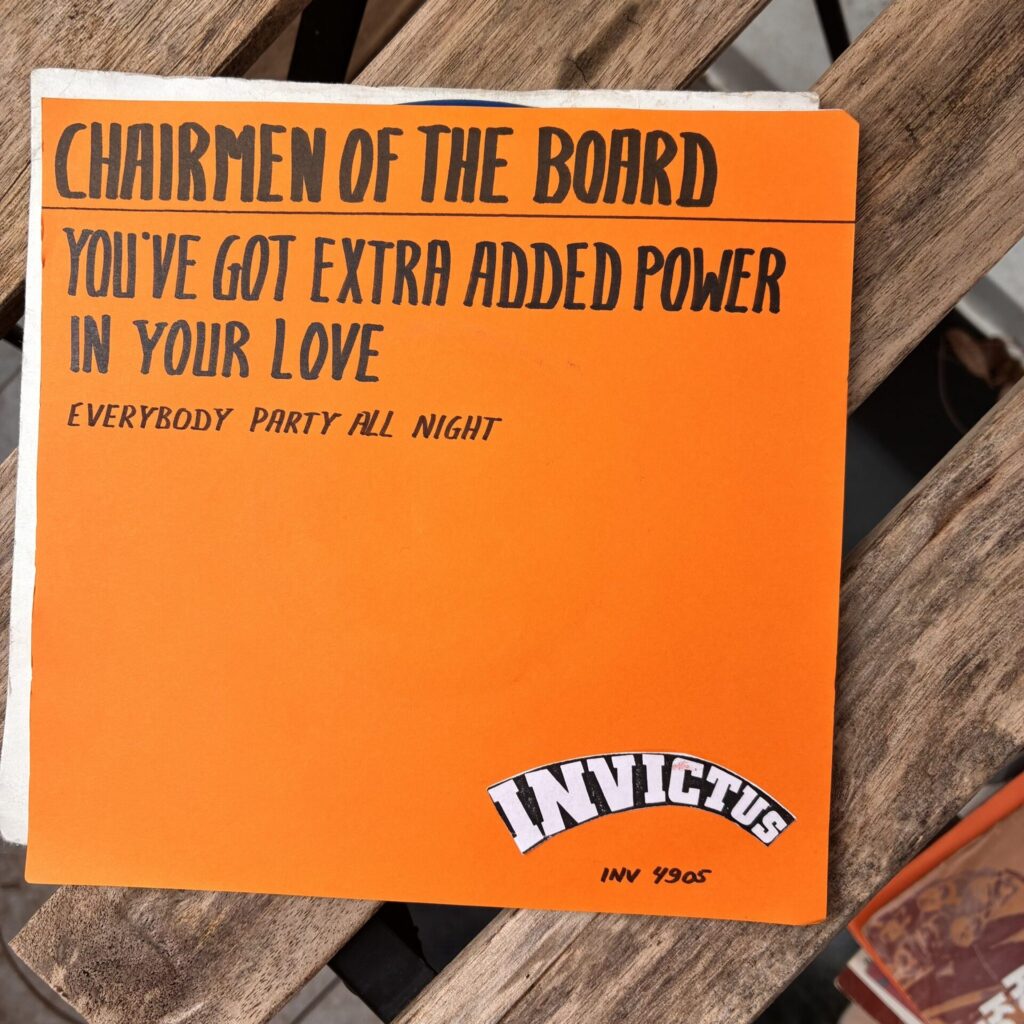 CHAIRMEN OF THE BOARD
YOU'VE GOT EXTRA ADDED POWER
IN YOUR LOVE
EVERYBODY PARTY ALL NIGHT
INVICTUS
INV 4905